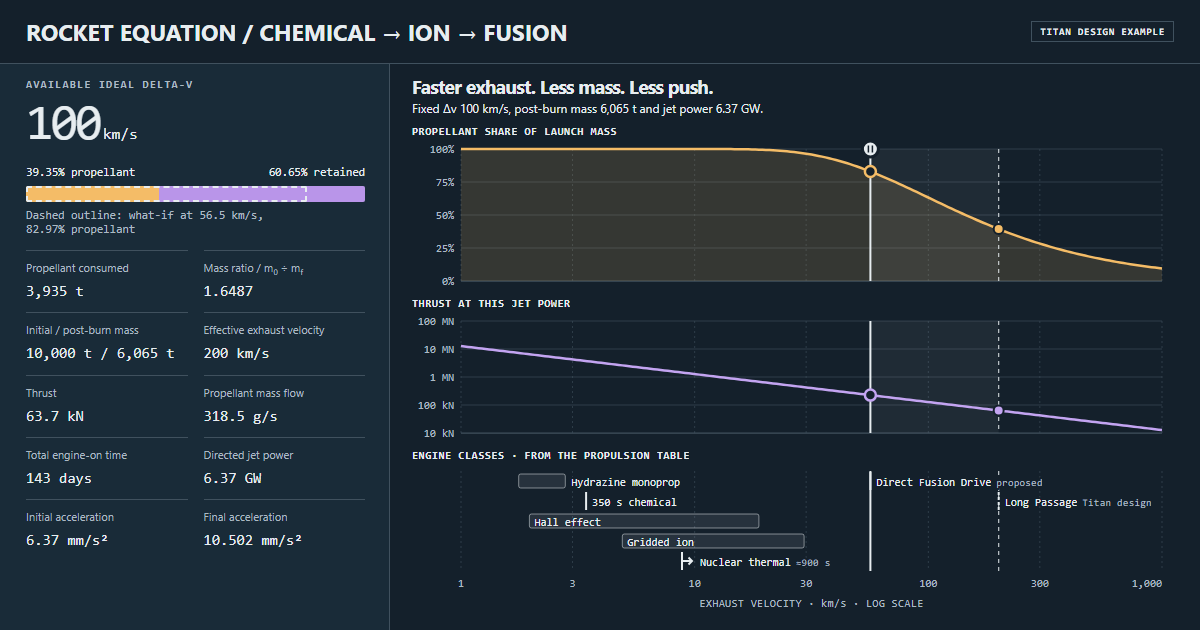 ROCKET EQUATION / CHEMICAL → ION → FUSION
TITAN DESIGN EXAMPLE
AVAILABLE IDEAL DELTA-V
100 km/s
39.35% propellant
60.65% retained
Dashed outline: what-if at 56.5 km/s,
82.97% propellant
Propellant consumed
3,935 t
Mass ratio / m₀ ÷ m_f
1.6487
Initial / post-burn mass
10,000 t / 6,065 t
Effective exhaust velocity
200 km/s
Thrust
63.7 kN
Propellant mass flow
318.5 g/s
Total engine-on time
143 days
Directed jet power
6.37 GW
Initial acceleration
6.37 mm/s²
Final acceleration
10.502 mm/s²
Faster exhaust. Less mass. Less push.
Fixed Δv 100 km/s, post-burn mass 6,065 t and jet power 6.37 GW.
PROPELLANT SHARE OF LAUNCH MASS
100%
75%
50%
25%
0%
THRUST AT THIS JET POWER
100 MN
10 MN
1 MN
100 kN
10 kN
ENGINE CLASSES · FROM THE PROPULSION TABLE
Hydrazine monoprop
Direct Fusion Drive proposed
350 s chemical
Long Passage Titan design
Hall effect
Gridded ion
Nuclear thermal ≈900 s
1 3 10 30 100 300 1,000
EXHAUST VELOCITY · km/s · LOG SCALE